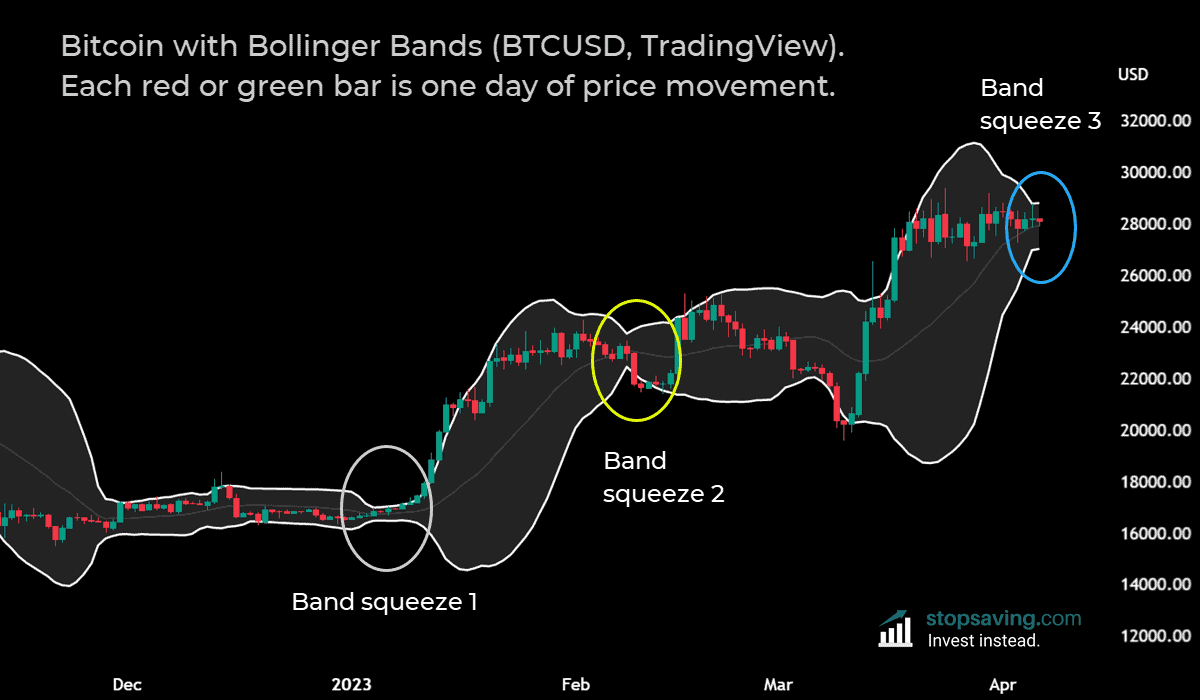 Bitcoin with Bollinger Bands (BTCUSD, TradingView).
Each red or green bar is one day of price movement.
USD
Band
squeeze 3
32000.00
30000.00
28000.00
26000.00
24000.00
22000.00
20000.00
18000.00
16000.00
14000.00
12000.00
Band
squeeze 2
Band squeeze 1
stopsaving.com
Invest instead.
Dec
2023
Feb
Mar
Apr